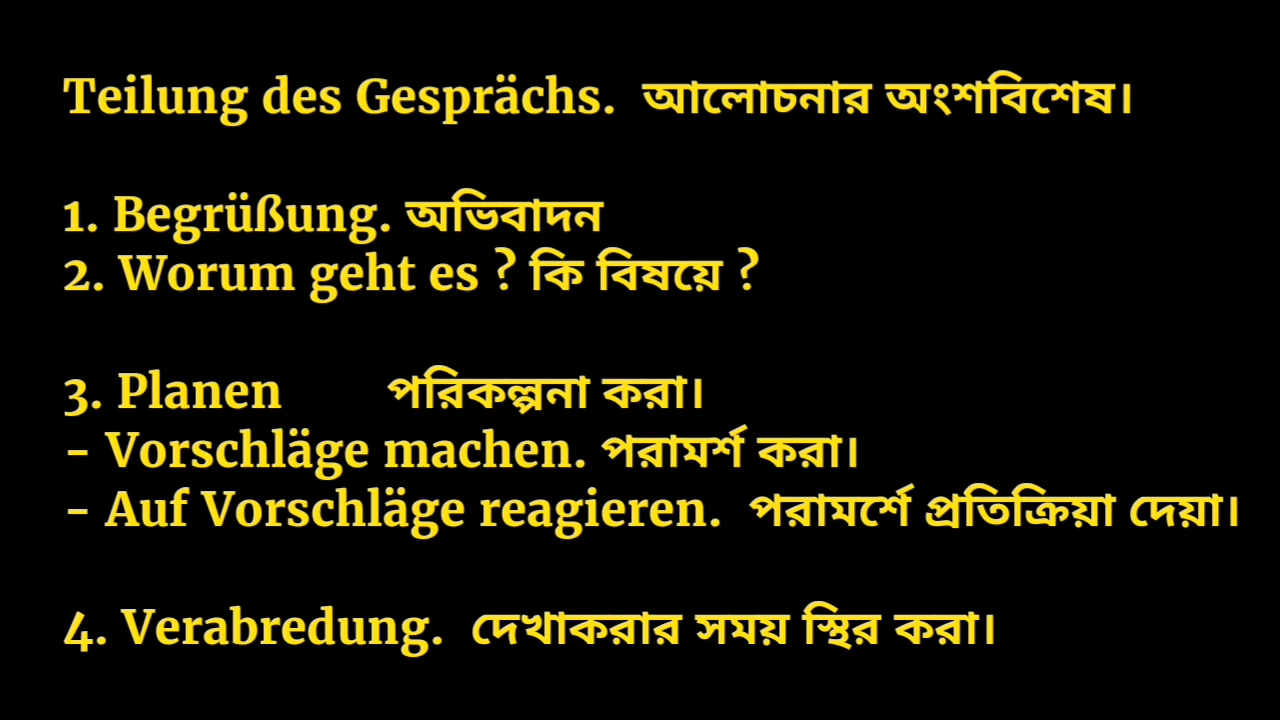 Teilung des Gesprächs. আলোচনার অংশবিশেষ।
1. Begrüßung. অভিবাদন
2. Worum geht es ? কি বিষয়ে ?
3. Planen পরিকল্পনা করা।
- Vorschläge machen. পরামর্শ করা।
- Auf Vorschläge reagieren. পরামর্শে প্রতিক্রিয়া দেয়া।
4. Verabredung. দেখাকরার সময় স্থির করা।